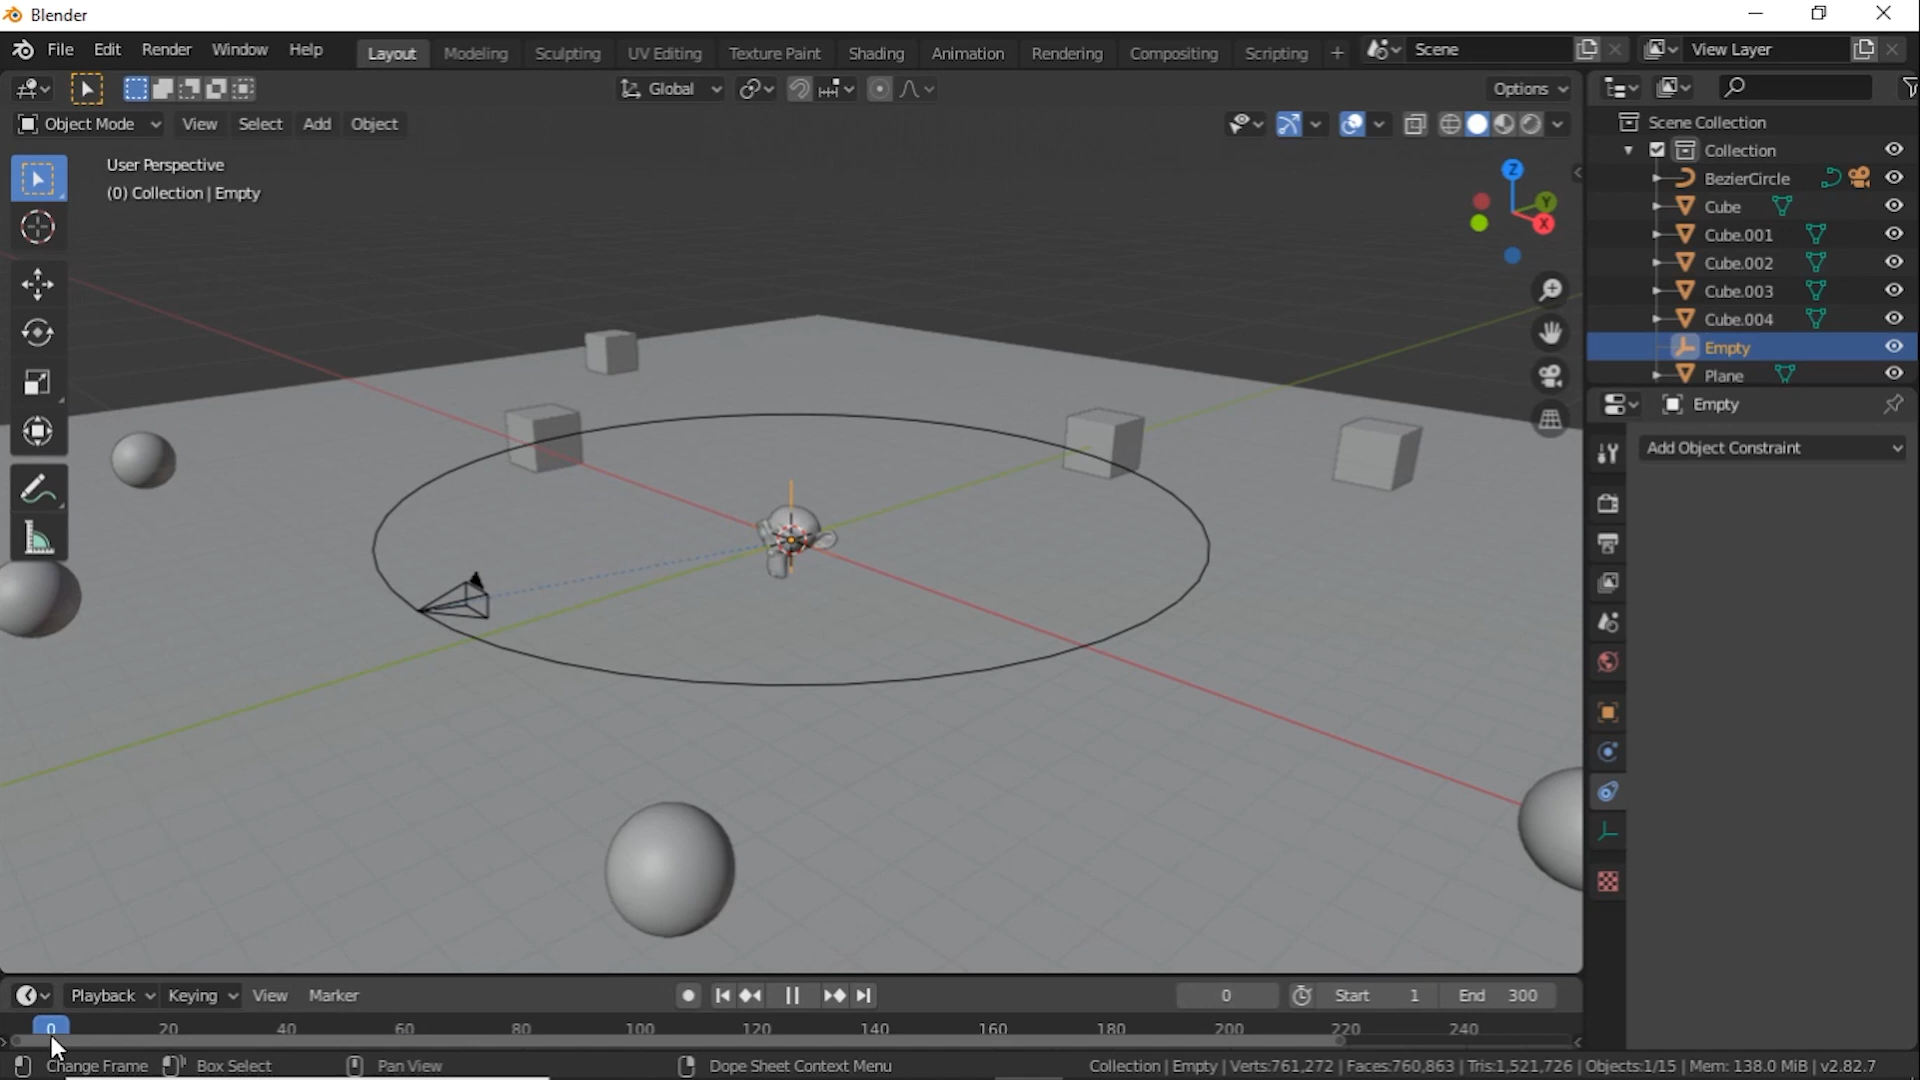 Blender
File Edit Render Window Help Layout Modeling Sculpting UV Editing Texture Paint Shading Animation Rendering Compositing Scripting + Scene View Layer
Global Options
Object Mode View Select Add Object
User Perspective
(0) Collection | Empty
Z
Y
X
Scene Collection
Collection
BezierCircle
Cube
Cube.001
Cube.002
Cube.003
Cube.004
Empty
Plane
Empty
Add Object Constraint
Playback Keying View Marker 0 Start 1 End 300
0 20 40 60 80 100 120 140 160 180 200 220 240
Change Frame Box Select Pan View Dope Sheet Context Menu Collection | Empty | Verts:761,272 | Faces:760,863 | Tris:1,521,726 | Objects:1/15 | Mem: 138.0 MiB | v2.82.7